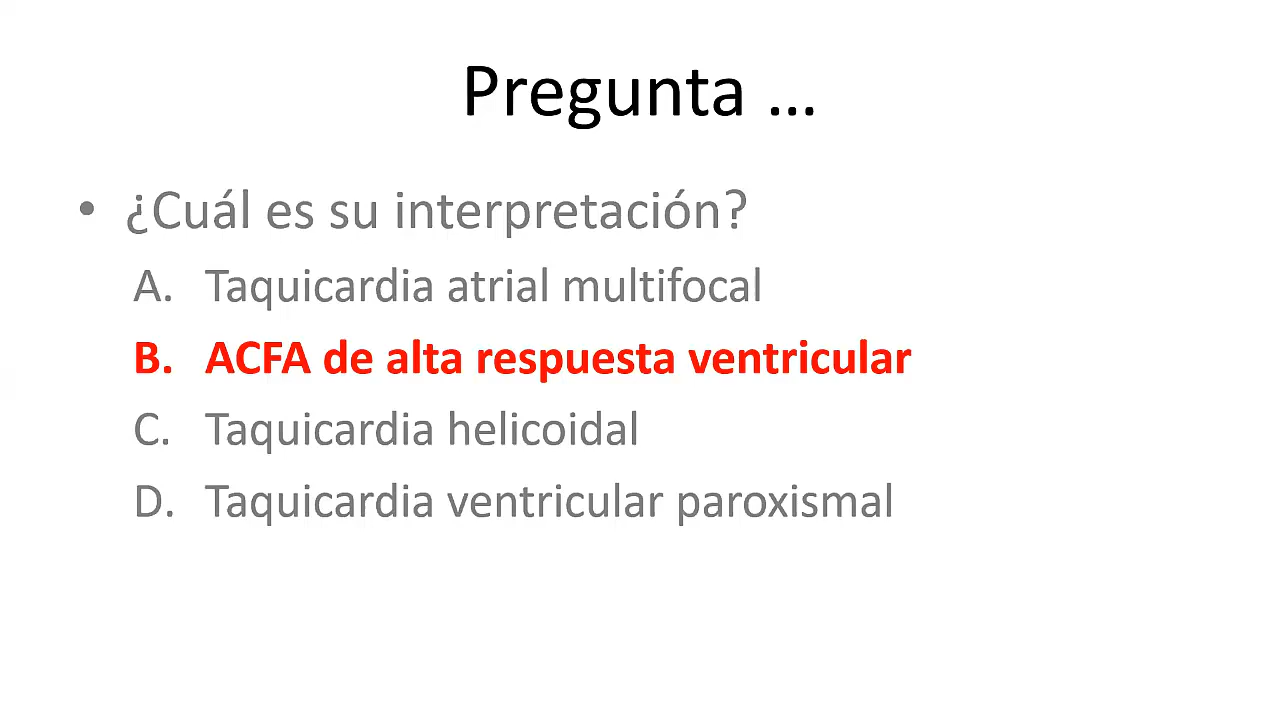 Pregunta ...
• ¿Cuál es su interpretación?
A. Taquicardia atrial multifocal
B. ACFA de alta respuesta ventricular
C. Taquicardia helicoidal
D. Taquicardia ventricular paroxismal